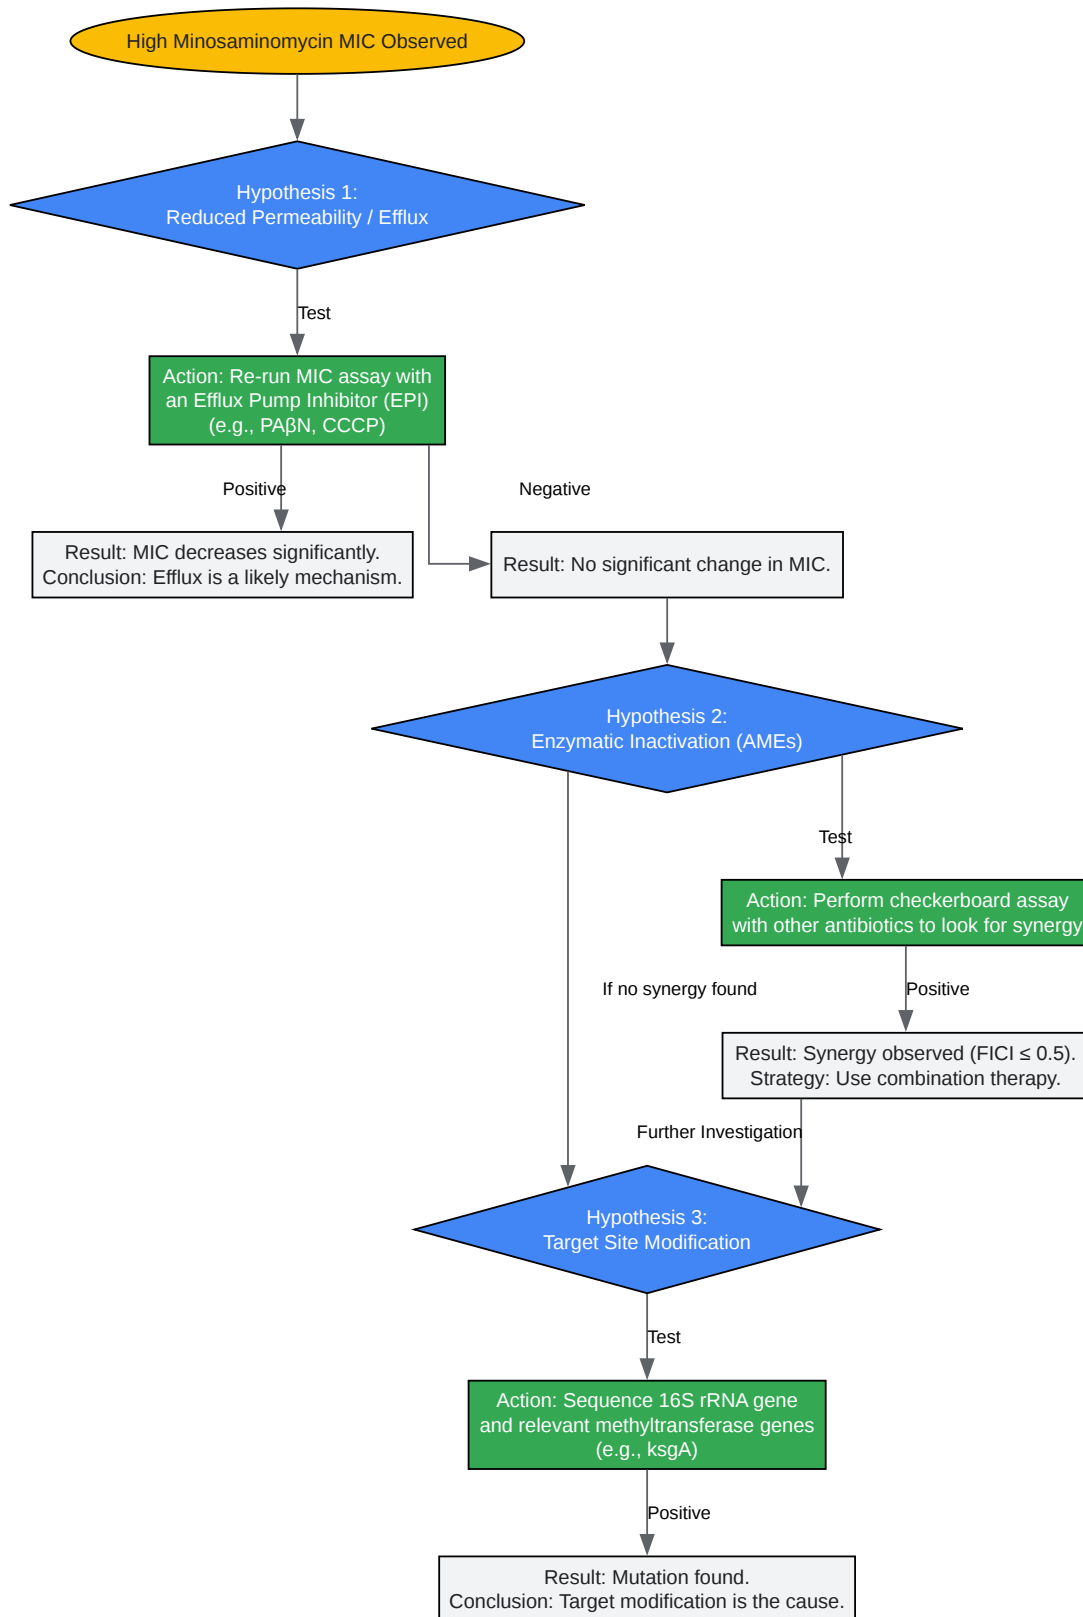 High Minosaminomycin MIC Observed
Hypothesis 1:
Reduced Permeability / Efflux
Test
Action: Re-run MIC assay with
an Efflux Pump Inhibitor (EPI)
(e.g., PAβN, CCCP)
Positive
Negative
Result: MIC decreases significantly.
Conclusion: Efflux is a likely mechanism.
Result: No significant change in MIC.
Hypothesis 2:
Enzymatic Inactivation (AMEs)
Test
Action: Perform checkerboard assay
with other antibiotics to look for synergy
If no synergy found
Positive
Result: Synergy observed (FICI ≤ 0.5).
Strategy: Use combination therapy.
Further Investigation
Hypothesis 3:
Target Site Modification
Test
Action: Sequence 16S rRNA gene
and relevant methyltransferase genes
(e.g., ksgA)
Positive
Result: Mutation found.
Conclusion: Target modification is the cause.